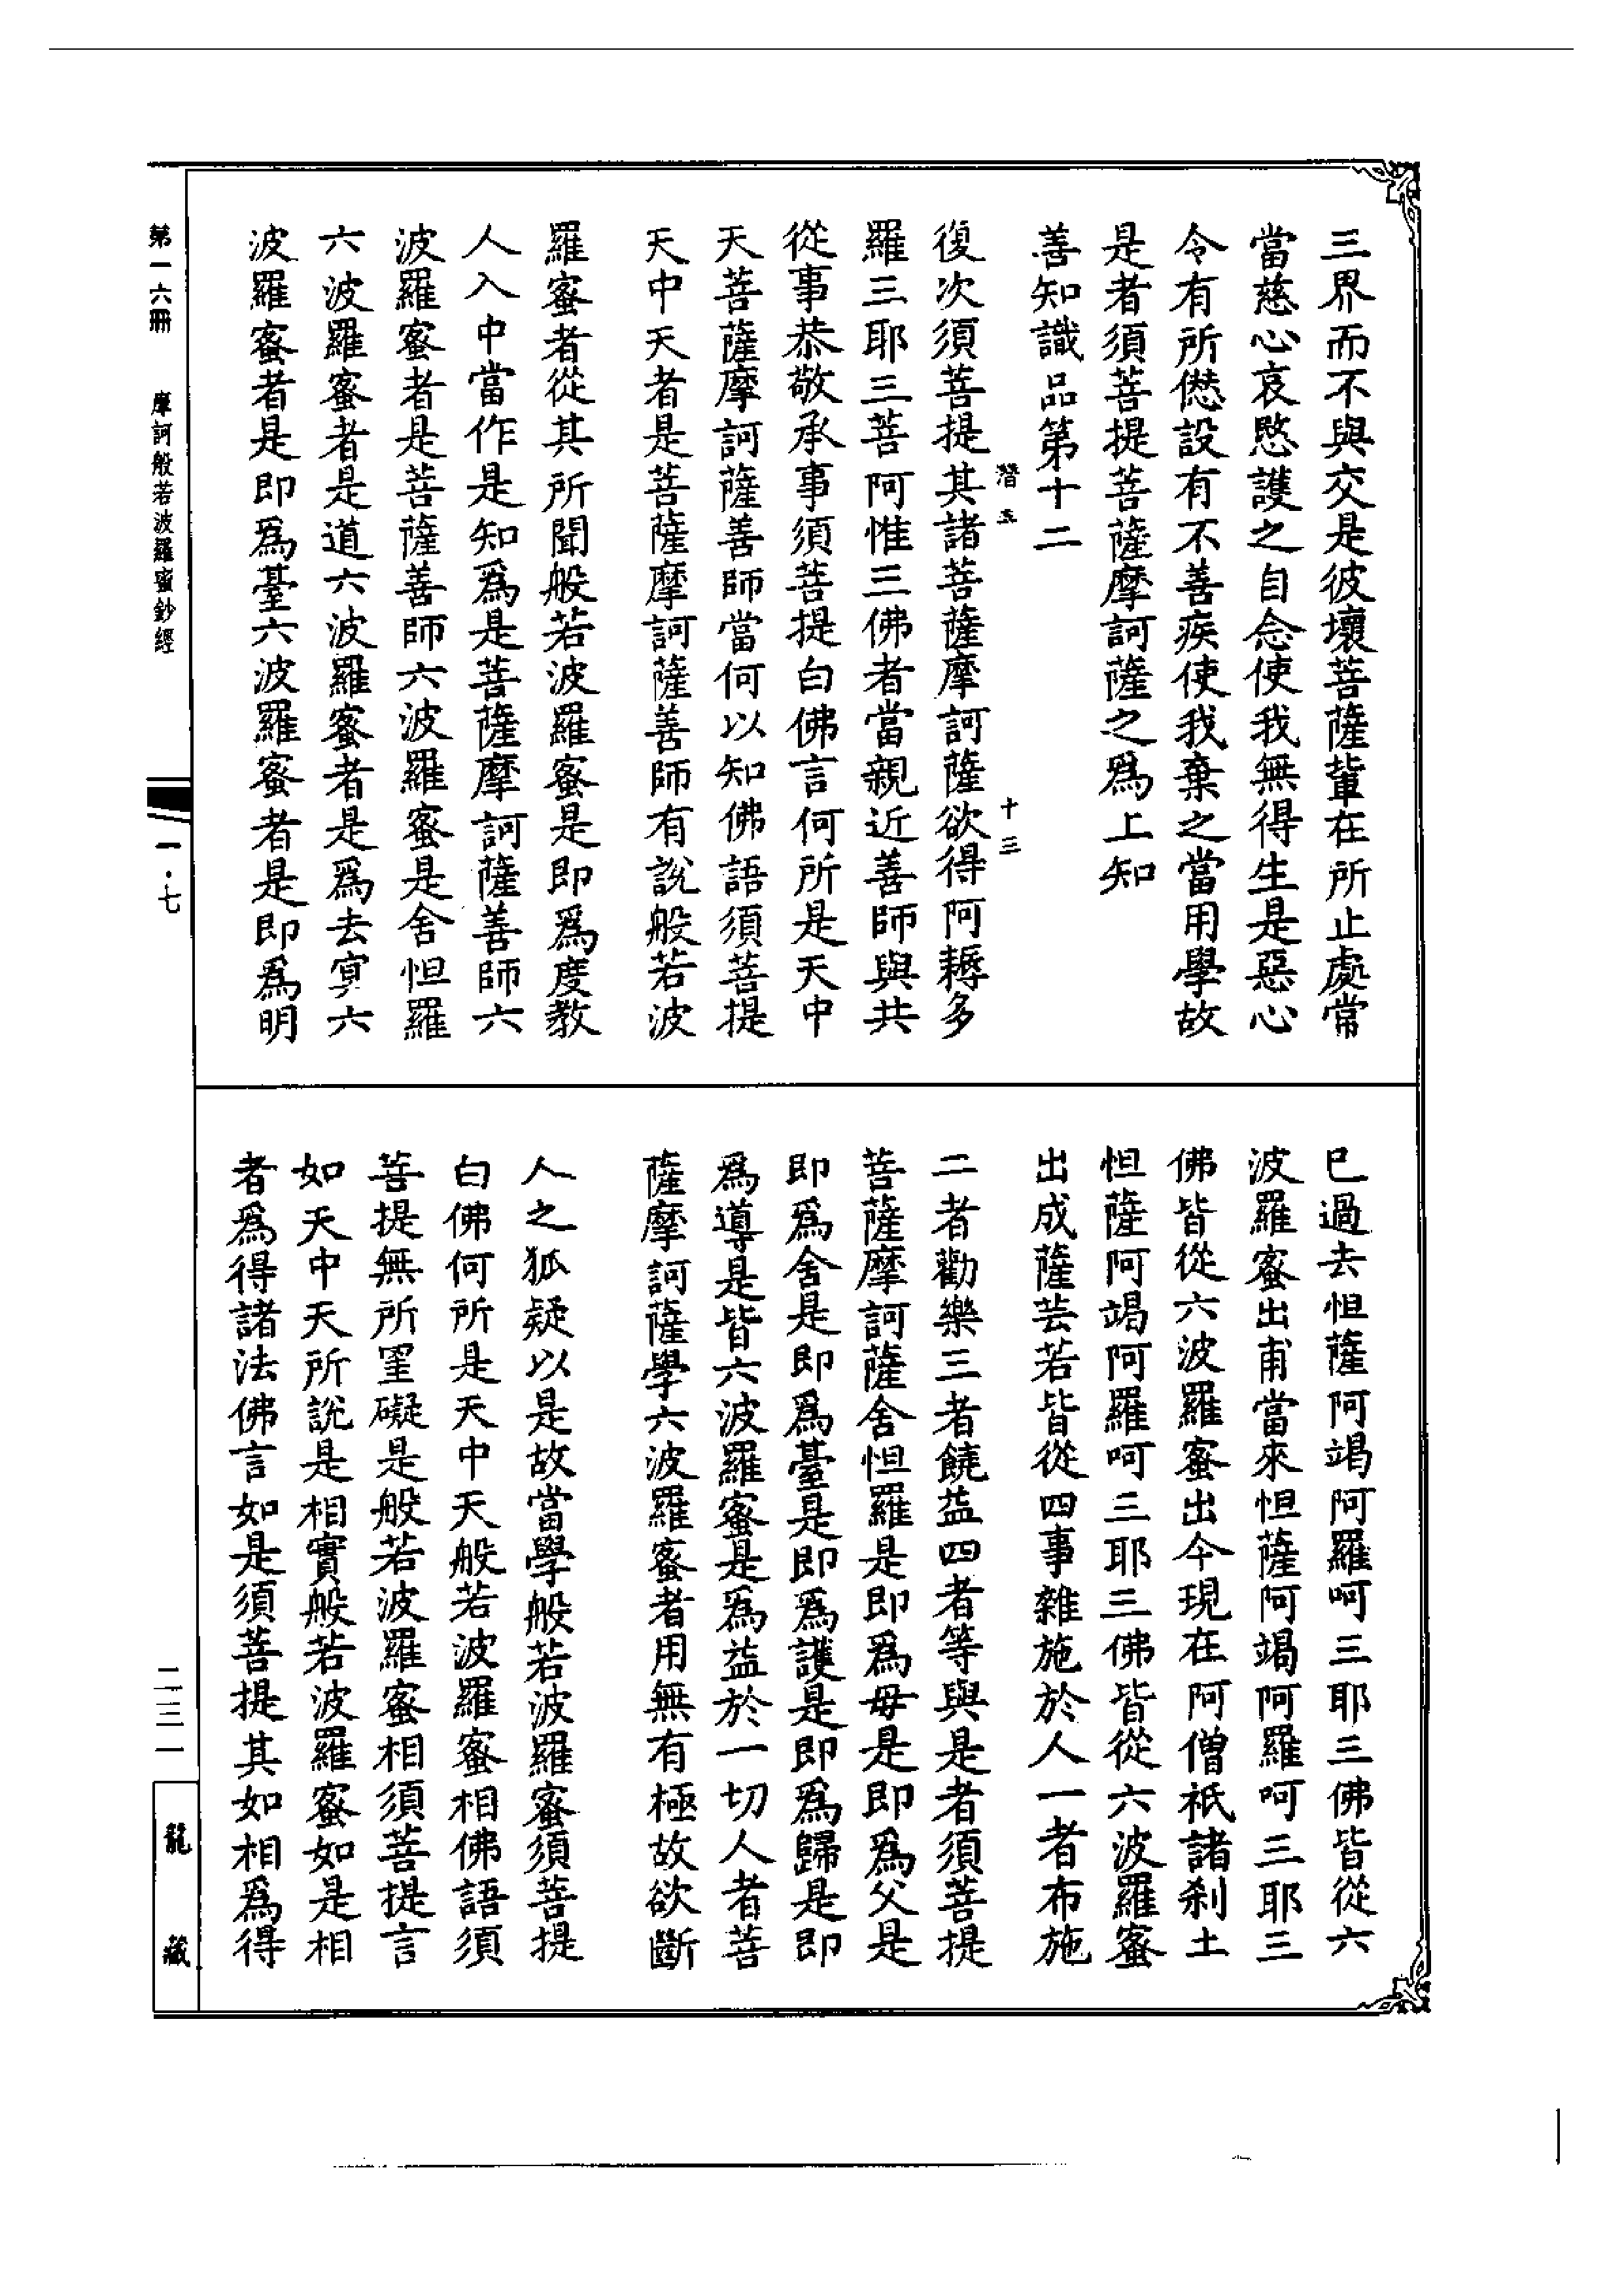 三界而不與交是彼壞菩薩輩在所止處常
當慈心哀愍護之自念使我無得生是惡心
令有所僁設有不善疾使我棄之當用學故
是者須菩提菩薩摩訶薩之爲上知
善知識品第十二
潛五 十三
復次須菩提其諸菩薩摩訶薩欲得阿耨多
羅三耶三菩阿惟三佛者當親近善師與共
從事恭敬承事須菩提白佛言何所是天中
天菩薩摩訶薩善師當何以知佛語須菩提
天中天者是菩薩摩訶薩善師有說般若波
羅蜜者從其所聞般若波羅蜜是即爲度教
人入中當作是知爲是菩薩摩訶薩善師六
波羅蜜者是菩薩善師六波羅蜜是舍怛羅
六波羅蜜者是道六波羅蜜者是爲去冥六
波羅蜜者是即爲臺六波羅蜜者是即爲明
已過去怛薩阿竭阿羅呵三耶三佛皆從六
波羅蜜出甫當來怛薩阿竭阿羅呵三耶三
佛皆從六波羅蜜出今現在阿僧祇諸剎土
怛薩阿竭阿羅呵三耶三佛皆從六波羅蜜
出成薩芸若皆從四事雜施於人一者布施
二者勸樂三者饒益四者等與是者須菩提
菩薩摩訶薩舍怛羅是即爲母是即爲父是
即爲舍是即爲臺是即爲護是即爲歸是即
爲導是皆六波羅蜜是爲益於一切人者菩
薩摩訶薩學六波羅蜜者用無有極故欲斷
人之狐疑以是故當學般若波羅蜜須菩提
白佛何所是天中天般若波羅蜜相佛語須
菩提無所罣礙是般若波羅蜜相須菩提言
如天中天所說是相實般若波羅蜜如是相
者爲得諸法佛言如是須菩提其如相爲得
第一六冊 摩訶般若波羅蜜鈔經
一·七
二三一
龍藏